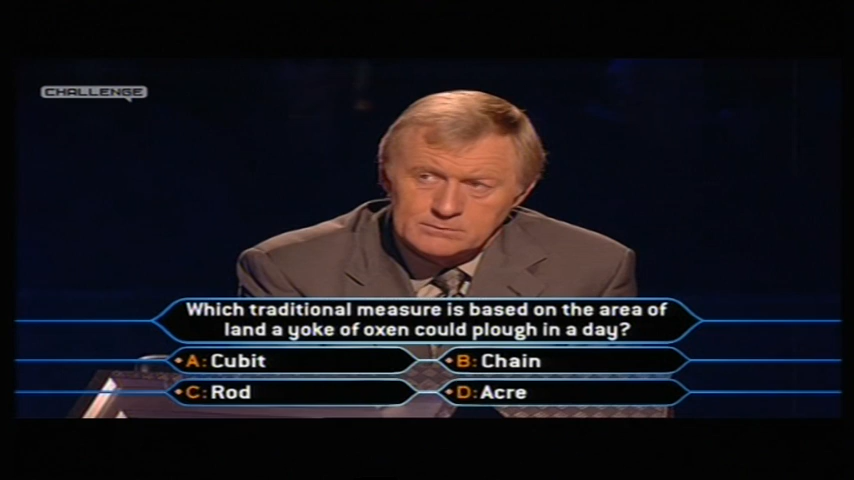 CHALLENGE
Which traditional measure is based on the area of
land a yoke of oxen could plough in a day?
A: Cubit
B: Chain
C: Rod
D: Acre